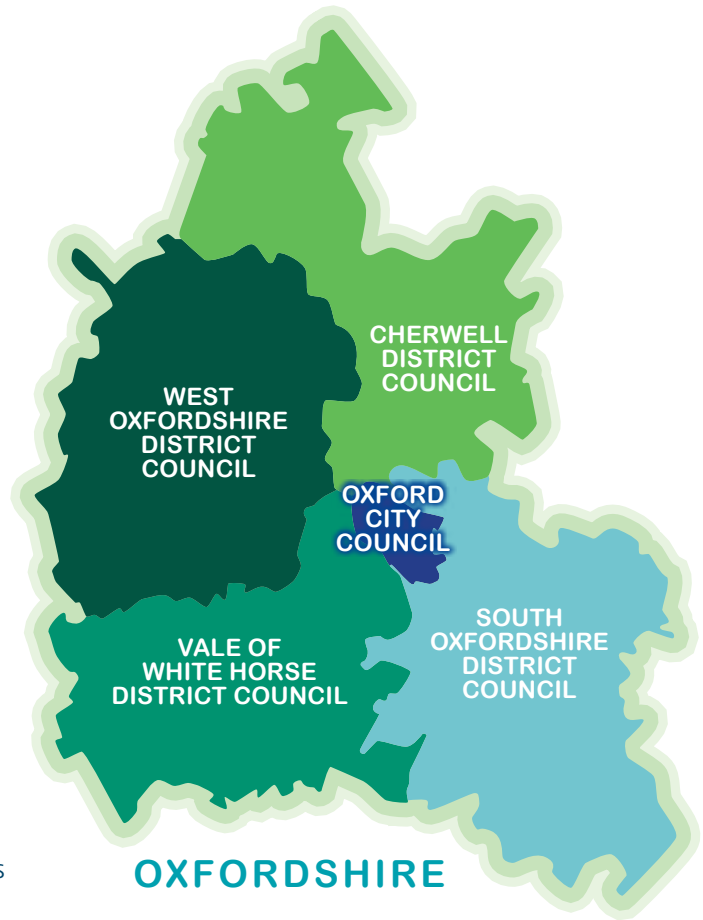 CHERWELL
DISTRICT
COUNCIL
WEST
OXFORDSHIRE
DISTRICT
COUNCIL
OXFORD
CITY
COUNCIL
SOUTH
OXFORDSHIRE
DISTRICT
COUNCIL
VALE OF
WHITE HORSE
DISTRICT COUNCIL
s
OXFORDSHIRE